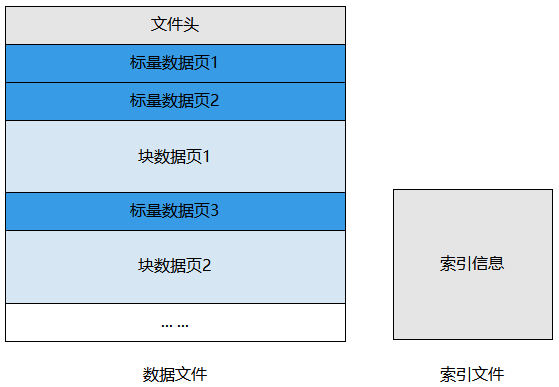 文件头
标量数据页1
标量数据页2
块数据页1
标量数据页3
块数据页2
... ...
数据文件
索引信息
索引文件